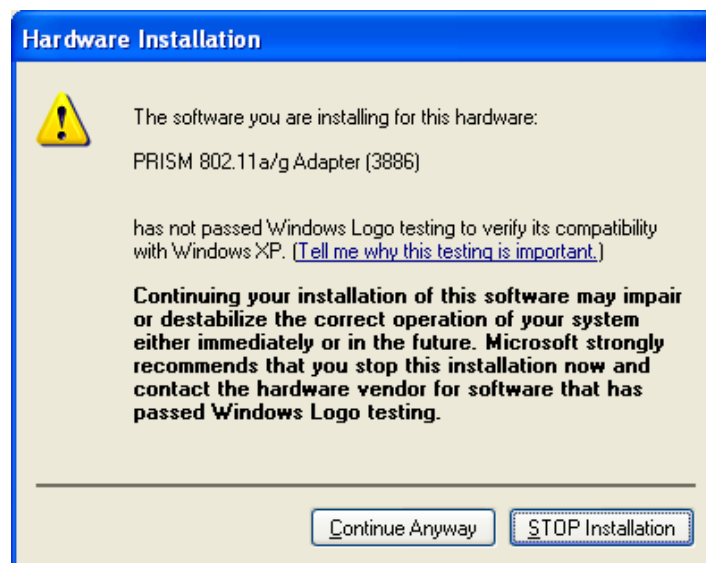 Hardware Installation
The software you are installing for this hardware:
PRISM 802.11a/g Adapter (3886)
has not passed Windows Logo testing to verify its compatibility
with Windows XP. (Tell me why this testing is important.)
Continuing your installation of this software may impair
or destabilize the correct operation of your system
either immediately or in the future. Microsoft strongly
recommends that you stop this installation now and
contact the hardware vendor for software that has
passed Windows Logo testing.
Continue Anyway
STOP Installation